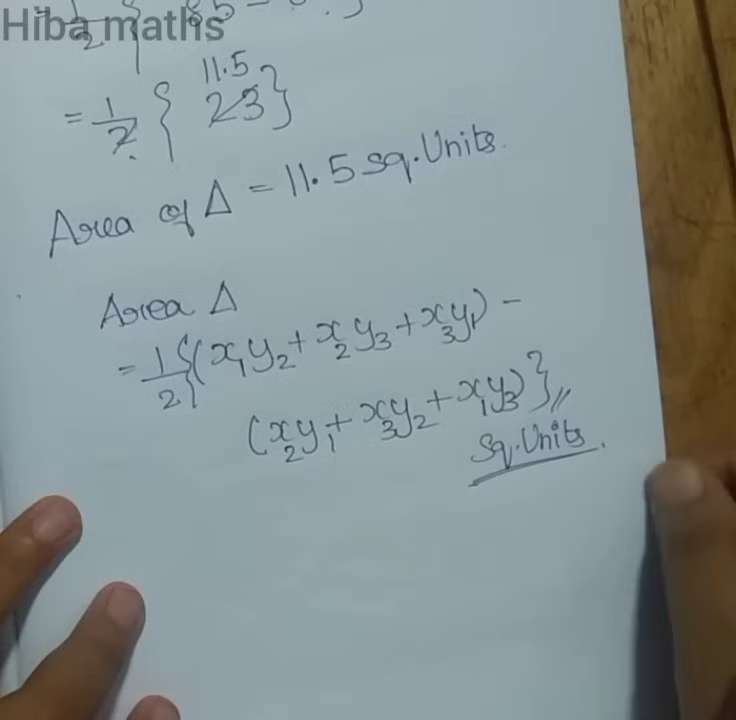 Hiba maths
11.5
= 1/2 { 23 }
Area of Δ = 11.5 sq.Units.
Area Δ
= 1/2 {(x₁y₂ + x₂y₃ + x₃y₁) -
(x₂y₁ + x₃y₂ + x₁y₃)}
Sq.Units.